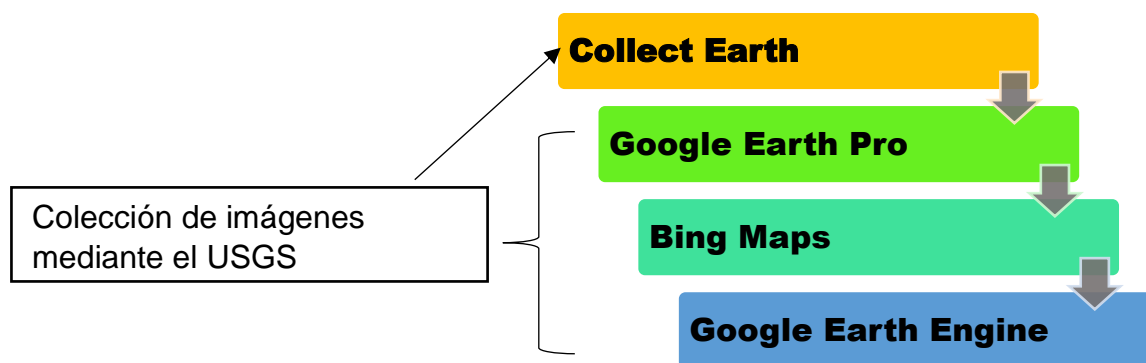 Collect Earth
Google Earth Pro
Colección de imágenes
mediante el USGS
Bing Maps
Google Earth Engine